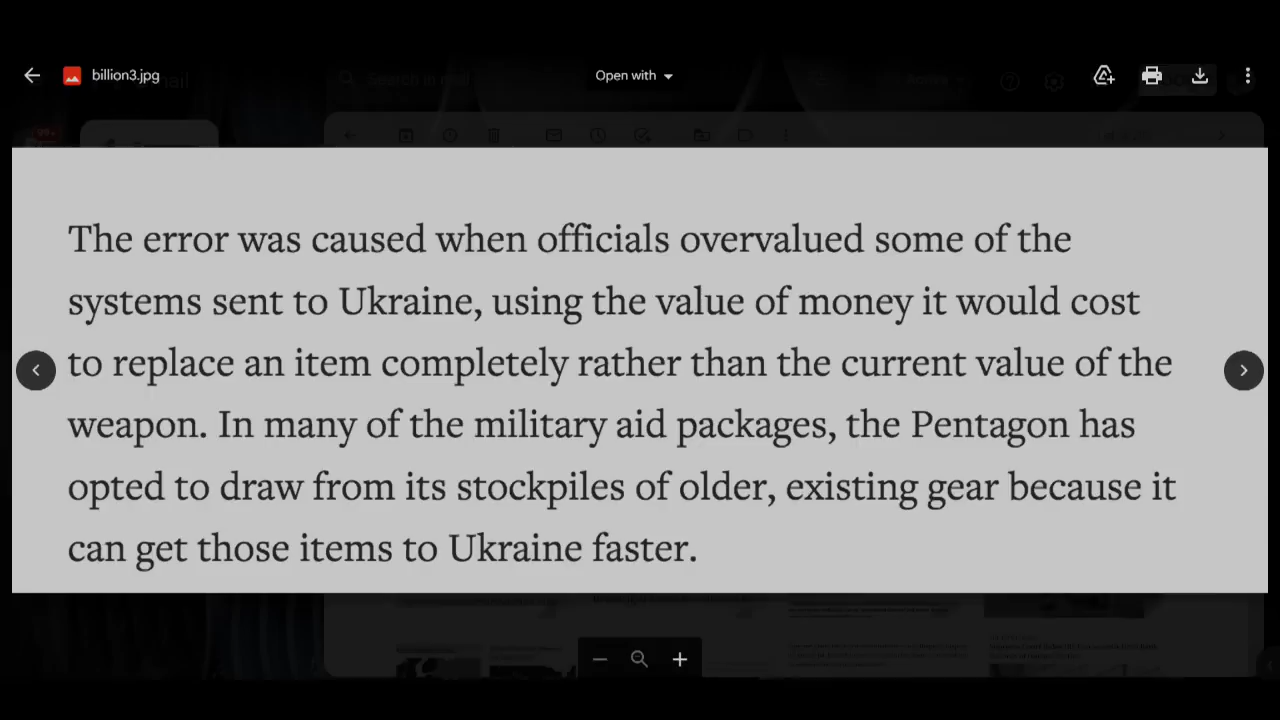 billion3.jpg
Open with
Search in mail
The error was caused when officials overvalued some of the
systems sent to Ukraine, using the value of money it would cost
to replace an item completely rather than the current value of the
weapon. In many of the military aid packages, the Pentagon has
opted to draw from its stockpiles of older, existing gear because it
can get those items to Ukraine faster.